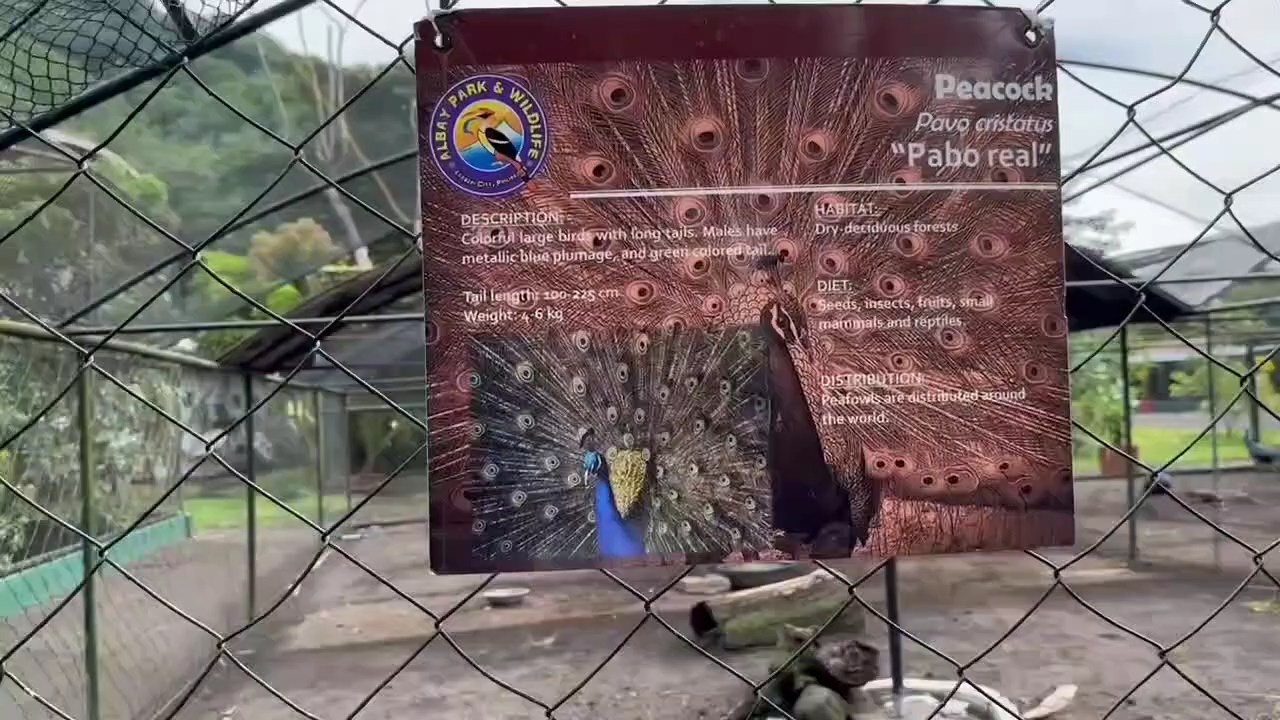 ALBAY PARK & WILDLIFE
Peacock
Pavo cristatus
"Pabo real"
DESCRIPTION:
Colorful large birds with long tails. Males have
metallic blue plumage, and green colored tail.
Tail length: 100-225 cm
Weight: 4-6 kg
HABITAT:
Dry-deciduous forests
DIET:
Seeds, insects, fruits, small
mammals and reptiles
DISTRIBUTION:
Peafowls are distributed around
the world.